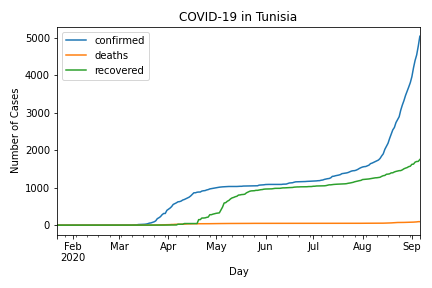 COVID-19 in Tunisia
confirmed
deaths
recovered
Number of Cases
5000
4000
3000
2000
1000
0
Feb Mar Apr May Jun Jul Aug Sep
2020
Day